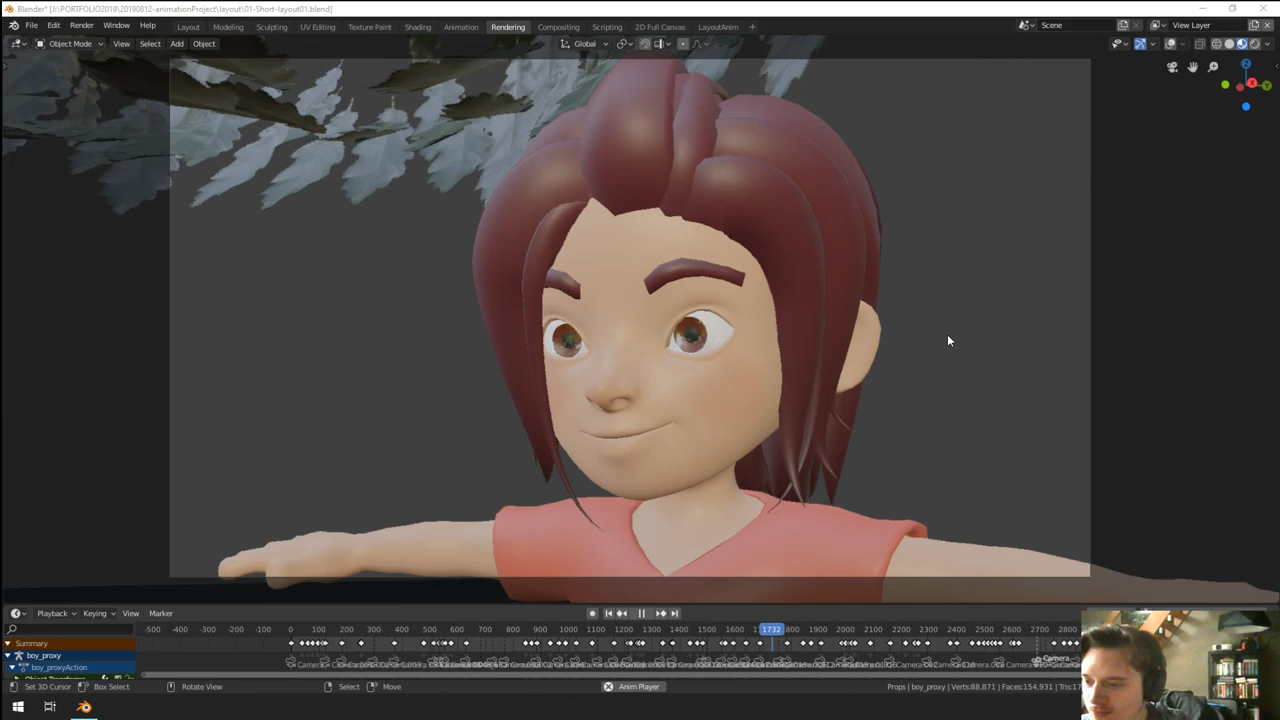 Blender* [J:\PORTFOLIO2019\20190812-animationProject\layout\01-Short-layout01.blend]
File Edit Render Window Help Layout Modeling Sculpting UV Editing Texture Paint Shading Animation Rendering Compositing Scripting 2D Full Canvas LayoutAnim + Scene View Layer
Object Mode View Select Add Object Global
Z
X
Y
Playback Keying View Marker
-500 -400 -300 -200 -100 0 100 200 300 400 500 600 700 800 900 1000 1100 1200 1300 1400 1500 1600 1732 1800 1900 2000 2100 2200 2300 2400 2500 2600 2700 2800
Summary
boy_proxy
boy_proxyAction
Set 3D Cursor Box Select Rotate View Select Move Anim Player Props | boy_proxy | Verts:88,871 | Faces:154,931 | Tris:17